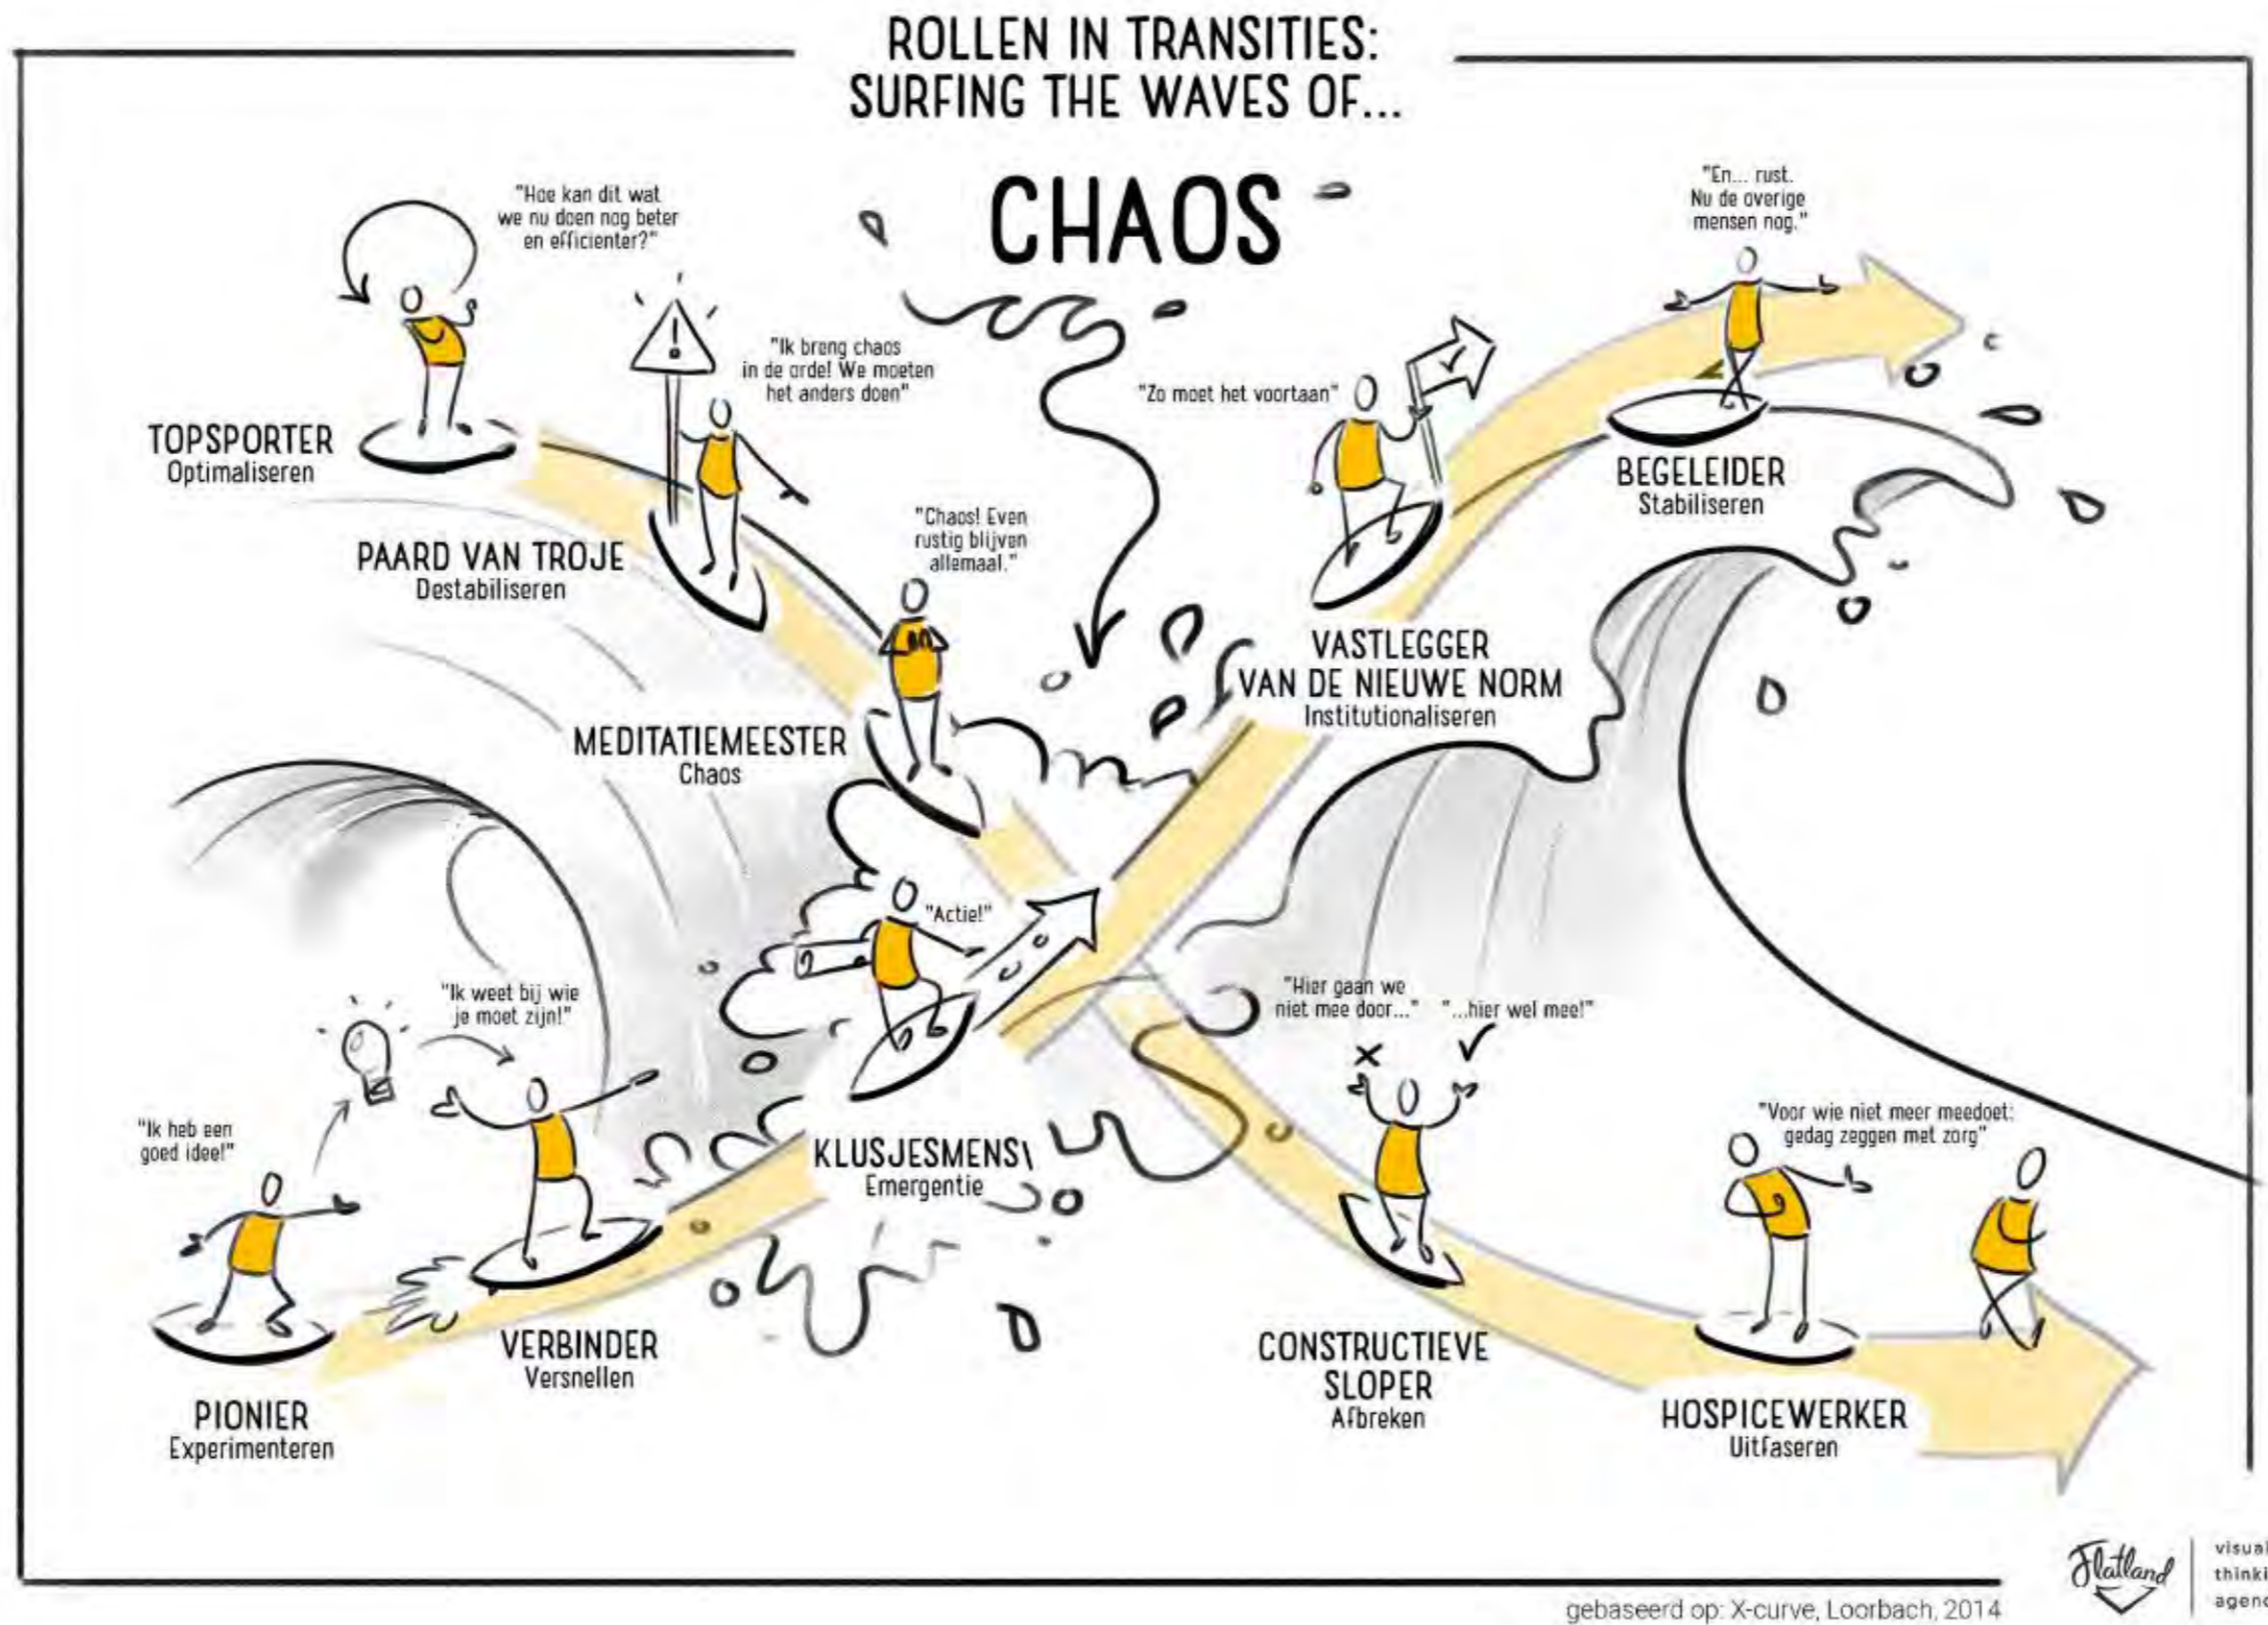 ROLLEN IN TRANSITIES:
SURFING THE WAVES OF...
CHAOS
"Hoe kan dit wat
we nu doen nog beter
en efficienter?"
TOPSPORTER
Optimaliseren
"Ik breng chaos
in de orde! We moeten
het anders doen"
PAARD VAN TROJE
Destabiliseren
"Chaos! Even
rustig blijven
allemaal."
MEDITATIEMEESTER
Chaos
"Zo moet het voortaan"
VASTLEGGER
VAN DE NIEUWE NORM
Institutionaliseren
"En... rust.
Nu de overige
mensen nog."
BEGELEIDER
Stabiliseren
"Ik heb een
goed idee!"
PIONIER
Experimenteren
"Ik weet bij wie
je moet zijn!"
VERBINDER
Versnellen
"Actie!"
KLUSJESMENS\
Emergentie
"Hier gaan we
niet mee door..." "...hier wel mee!"
CONSTRUCTIEVE
SLOPER
Afbreken
"Voor wie niet meer meedoet:
gedag zeggen met zorg"
HOSPICEWERKER
Uitfaseren
gebaseerd op: X-curve, Loorbach, 2014
Flatland
visual
thinki
agenc